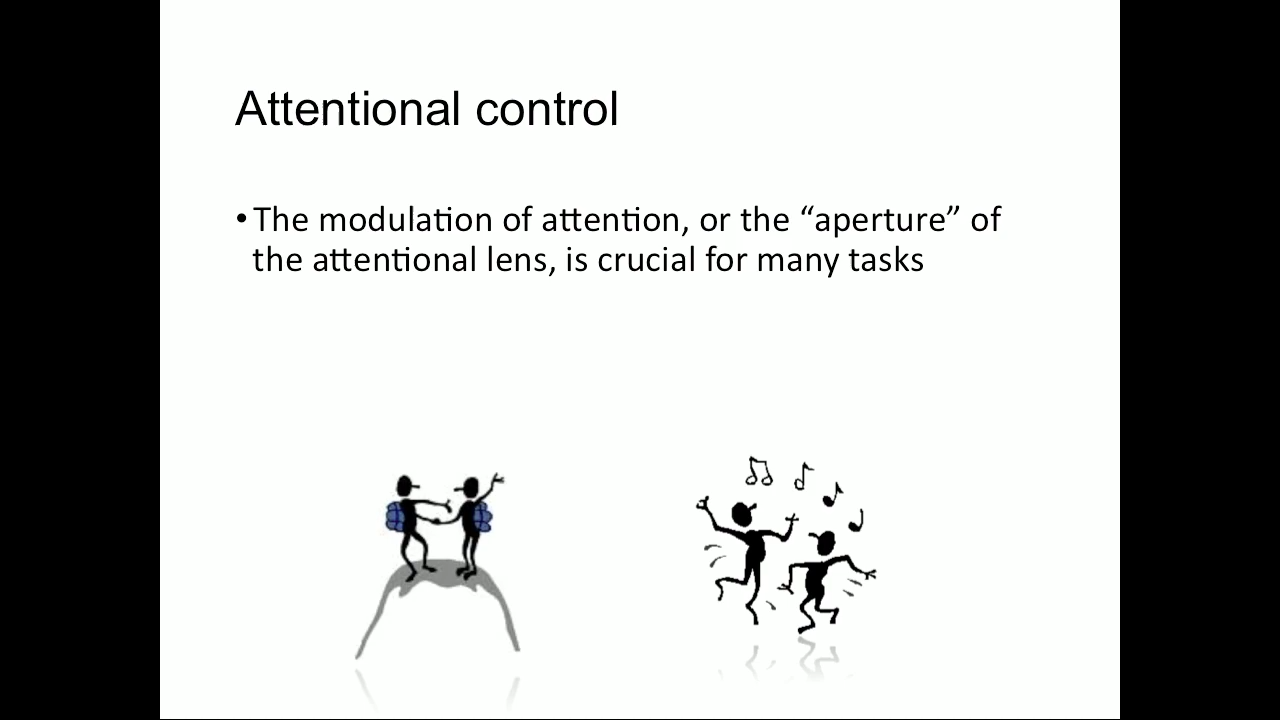 Attentional control
•The modulation of attention, or the “aperture” of
the attentional lens, is crucial for many tasks